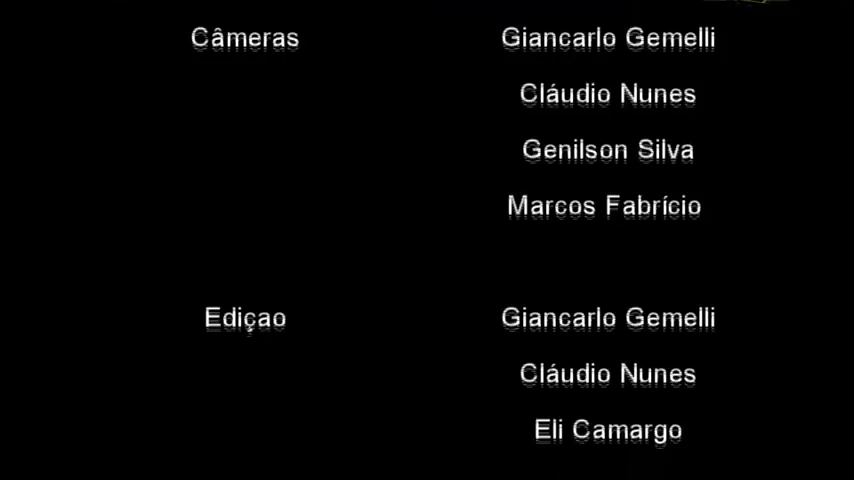 Câmeras Giancarlo Gemelli
Cláudio Nunes
Genilson Silva
Marcos Fabrício
Ediçao Giancarlo Gemelli
Cláudio Nunes
Eli Camargo